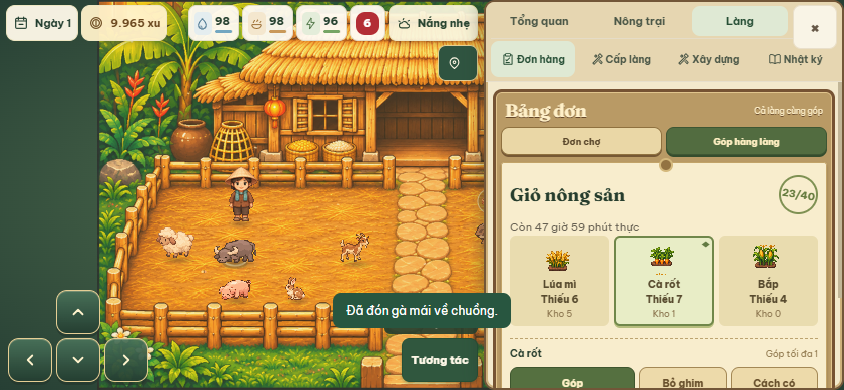 Ngày 1
9.965 xu
98
98
96
6
Nắng nhẹ
Tổng quan
Nông trại
Làng
×
Đơn hàng
Cấp làng
Xây dựng
Nhật ký
Bảng đơn
Cả làng cùng góp
Đơn chợ
Góp hàng làng
Giỏ nông sản
23/40
Còn 47 giờ 59 phút thực
Lúa mì
Thiếu 6
Kho 5
Cà rốt
Thiếu 7
Kho 1
Bắp
Thiếu 4
Kho 0
Đã đón gà mái về chuồng.
Tương tác
Cà rốt
Góp tối đa 1
Góp
Bỏ ghim
Cách có